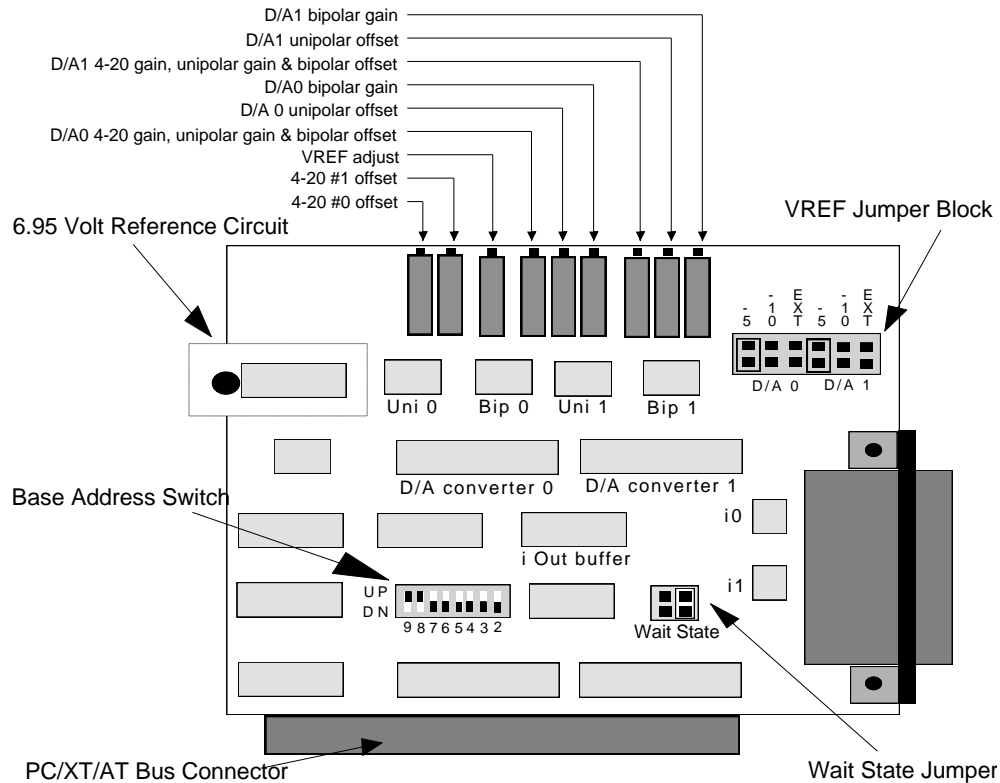 D/A1 bipolar gain
D/A1 unipolar offset
D/A1 4-20 gain, unipolar gain & bipolar offset
D/A0 bipolar gain
D/A 0 unipolar offset
D/A0 4-20 gain, unipolar gain & bipolar offset
VREF adjust
4-20 #1 offset
4-20 #0 offset
6.95 Volt Reference Circuit
VREF Jumper Block
-5 -10 EXT -5 -10 EXT
D/A 0 D/A 1
Uni 0 Bip 0 Uni 1 Bip 1
D/A converter 0 D/A converter 1
Base Address Switch
i0
i Out buffer
i1
UP
DN
9 8 7 6 5 4 3 2
Wait State
PC/XT/AT Bus Connector
Wait State Jumper